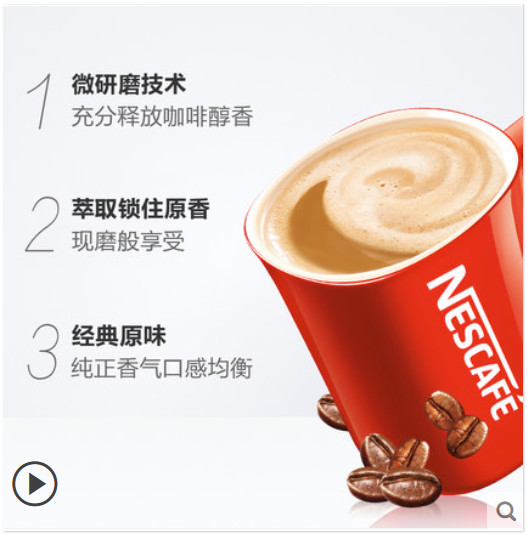 1
微研磨技术
充分释放咖啡醇香
2
萃取锁住原香
现磨般享受
3
经典原味
纯正香气口感均衡
NESCAFÉ